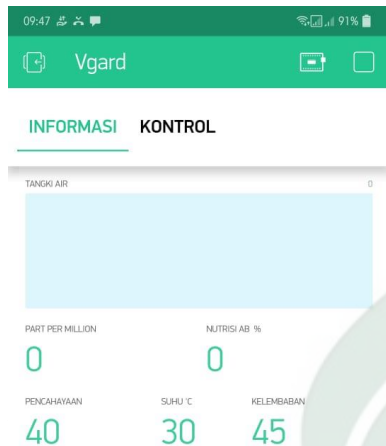 09:47 91%
Vgard
INFORMASI KONTROL
TANGKI AIR 0
PART PER MILLION NUTRISI AB %
0 0
PENCAHAYAAN SUHU °C KELEMBABAN
40 30 45